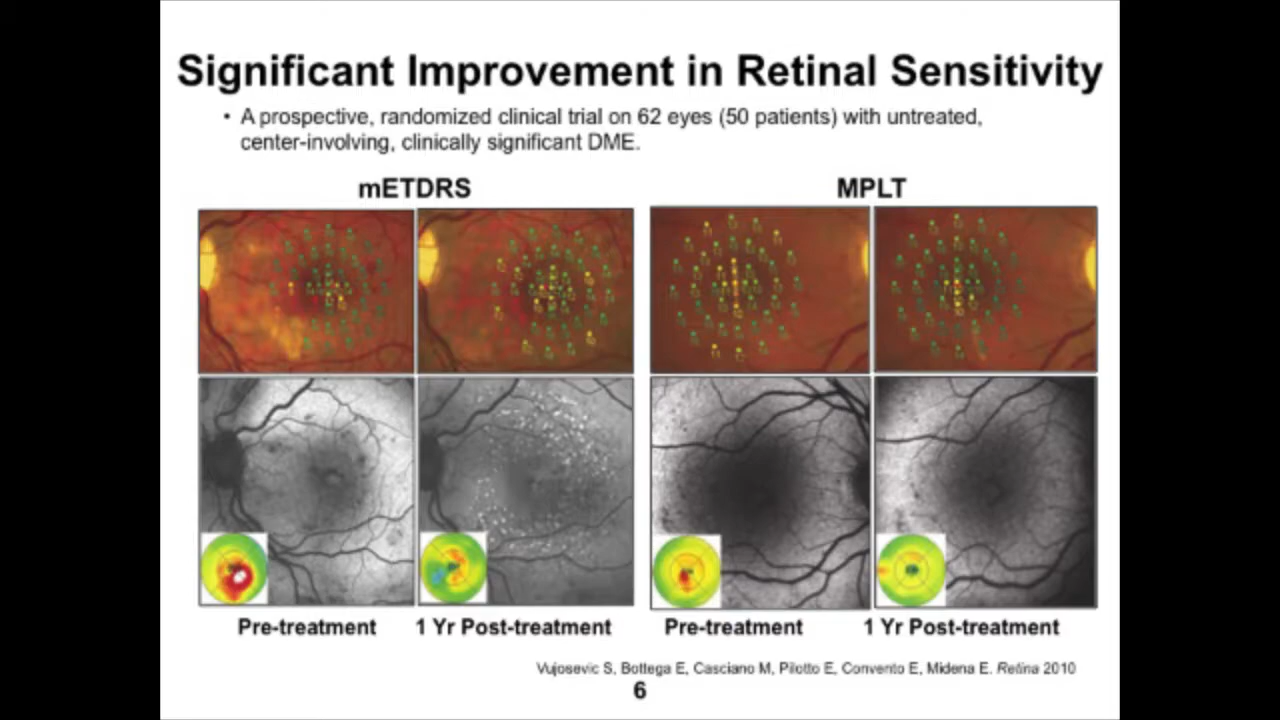 Significant Improvement in Retinal Sensitivity
• A prospective, randomized clinical trial on 62 eyes (50 patients) with untreated,
center-involving, clinically significant DME.
mETDRS
MPLT
Pre-treatment
1 Yr Post-treatment
Pre-treatment
1 Yr Post-treatment
Vujosevic S, Bottega E, Casciano M, Pilotto E, Convento E, Midena E. Retina 2010
6